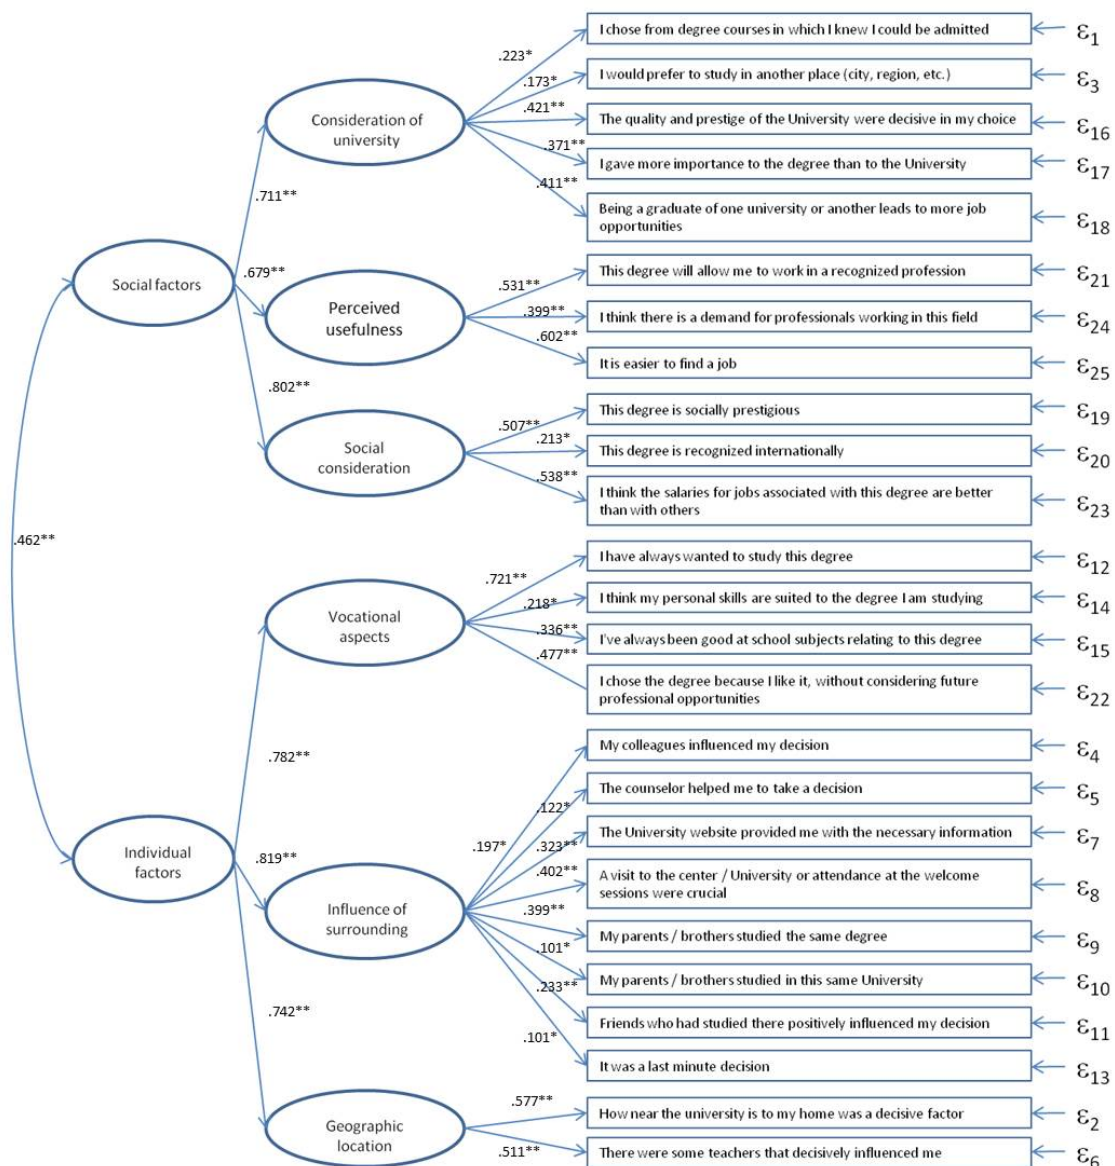 I chose from degree courses in which I knew I could be admitted
ε1
.223*
.173*
I would prefer to study in another place (city, region, etc.)
ε3
Consideration of
university
.421**
The quality and prestige of the University were decisive in my choice
ε16
.371**
I gave more importance to the degree than to the University
ε17
.411**
Being a graduate of one university or another leads to more job
opportunities
ε18
.711**
Social factors
.679**
Perceived
usefulness
.531**
This degree will allow me to work in a recognized profession
ε21
.399**
I think there is a demand for professionals working in this field
ε24
.602**
It is easier to find a job
ε25
.802**
Social
consideration
.507**
This degree is socially prestigious
ε19
.213*
This degree is recognized internationally
ε20
.538**
I think the salaries for jobs associated with this degree are better
than with others
ε23
.462**
Vocational
aspects
.721**
I have always wanted to study this degree
ε12
.218*
I think my personal skills are suited to the degree I am studying
ε14
.336**
I've always been good at school subjects relating to this degree
ε15
.477**
I chose the degree because I like it, without considering future
professional opportunities
ε22
.782**
Individual
factors
.819**
Influence of
surrounding
.197*
My colleagues influenced my decision
ε4
.122*
The counselor helped me to take a decision
ε5
.323**
The University website provided me with the necessary information
ε7
.402**
A visit to the center / University or attendance at the welcome
sessions were crucial
ε8
.399**
My parents / brothers studied the same degree
ε9
.101*
My parents / brothers studied in this same University
ε10
.233**
Friends who had studied there positively influenced my decision
ε11
.101*
It was a last minute decision
ε13
.742**
Geographic
location
.577**
How near the university is to my home was a decisive factor
ε2
.511**
There were some teachers that decisively influenced me
ε6